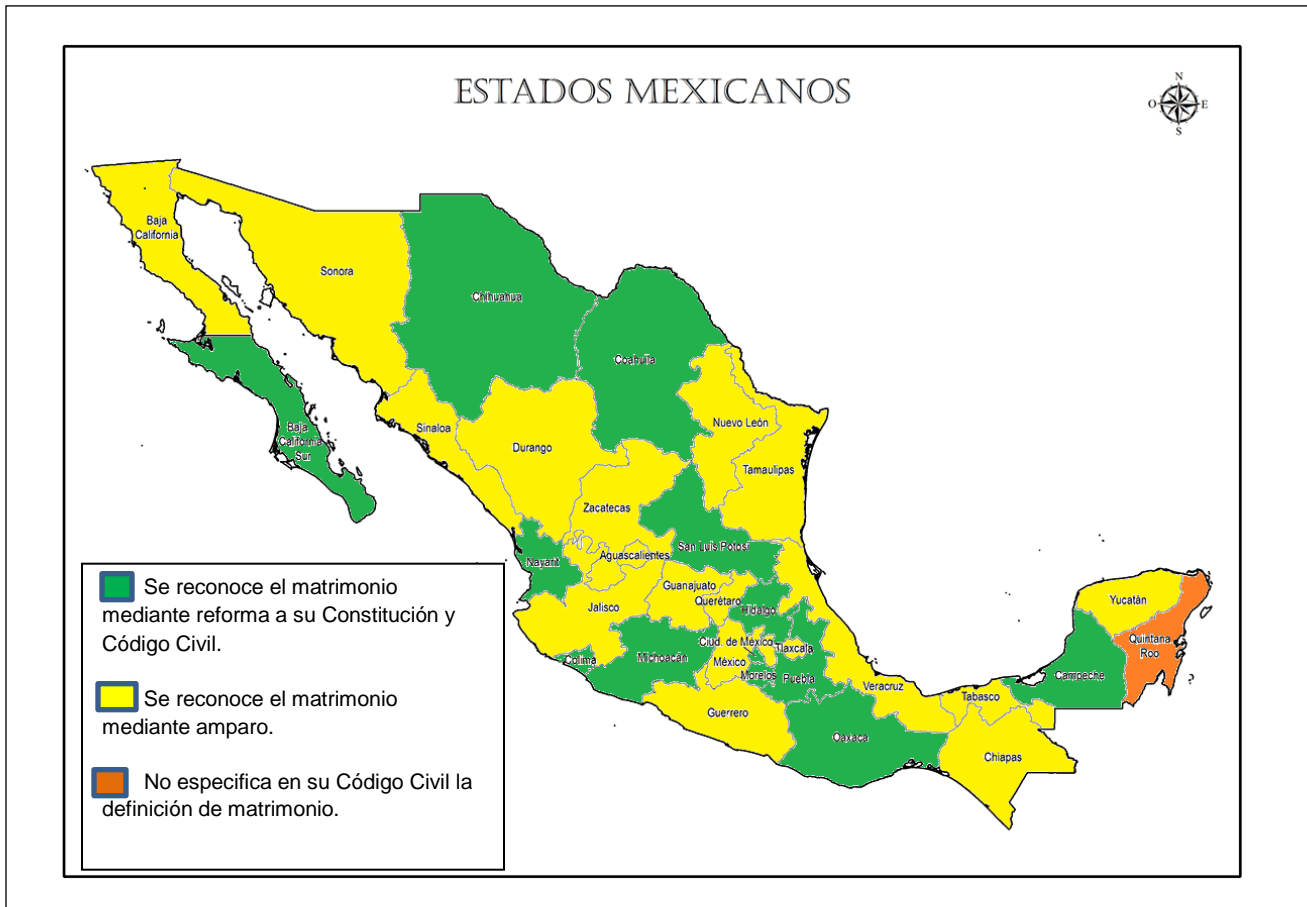 ESTADOS MEXICANOS
N
O
E
S
Baja
California
Sonora
Chihuahua
Coahuila
Baja
California
Sur
Sinaloa
Durango
Nuevo León
Tamaulipas
Zacatecas
San Luis Potosí
Nayarit
Aguascalientes
Guanajuato
Querétaro
Hidalgo
Jalisco
Colima
Michoacán
Ciud. de México
México
Tlaxcala
Morelos
Puebla
Veracruz
Guerrero
Oaxaca
Tabasco
Chiapas
Yucatán
Quintana
Roo
Campeche
?
Se reconoce el matrimonio
mediante reforma a su Constitución y
Código Civil.
Se reconoce el matrimonio
mediante amparo.
No especifica en su Código Civil la
definición de matrimonio.